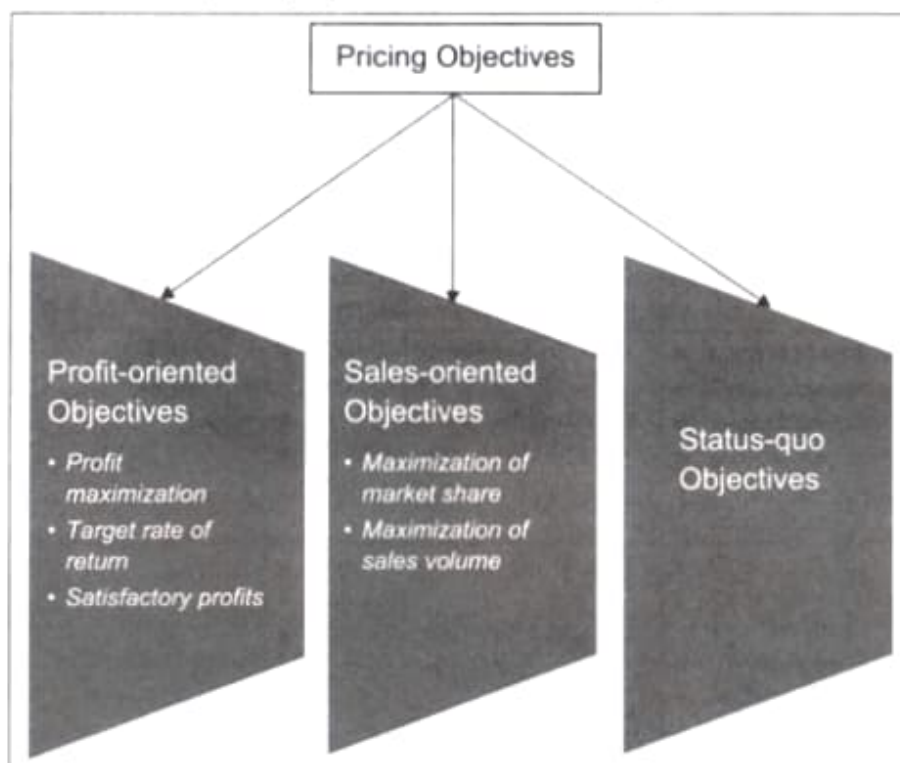 Pricing Objectives
Profit-oriented
Objectives
• Profit
maximization
• Target rate of
return
• Satisfactory profits
Sales-oriented
Objectives
• Maximization of
market share
• Maximization of
sales volume
Status-quo
Objectives